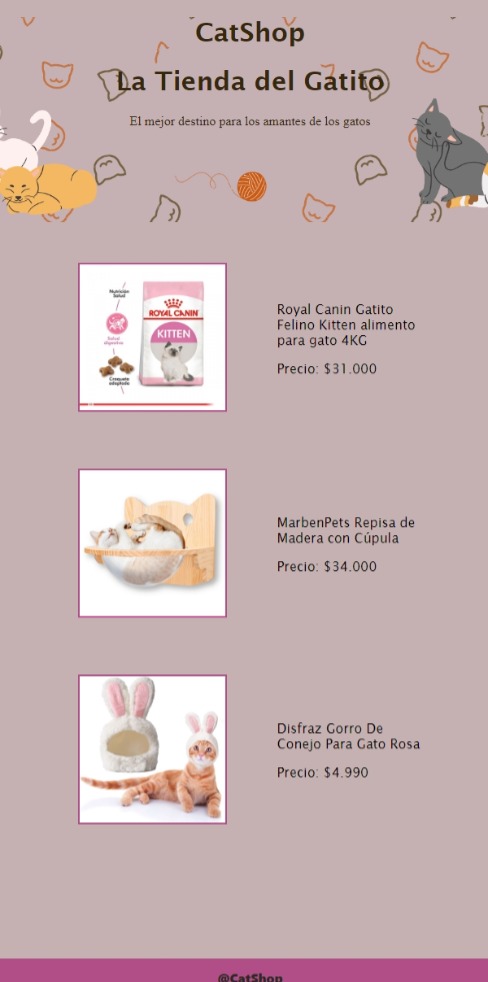 CatShop
La Tienda del Gatito
El mejor destino para los amantes de los gatos
Nutrición
Salud
ROYAL CANIN
KITTEN
Salud
digestiva
Croqueta
adaptada
Royal Canin Gatito
Felino Kitten alimento
para gato 4KG
Precio: $31.000
MarbenPets Repisa de
Madera con Cúpula
Precio: $34.000
Disfraz Gorro De
Conejo Para Gato Rosa
Precio: $4.990
@CatShop